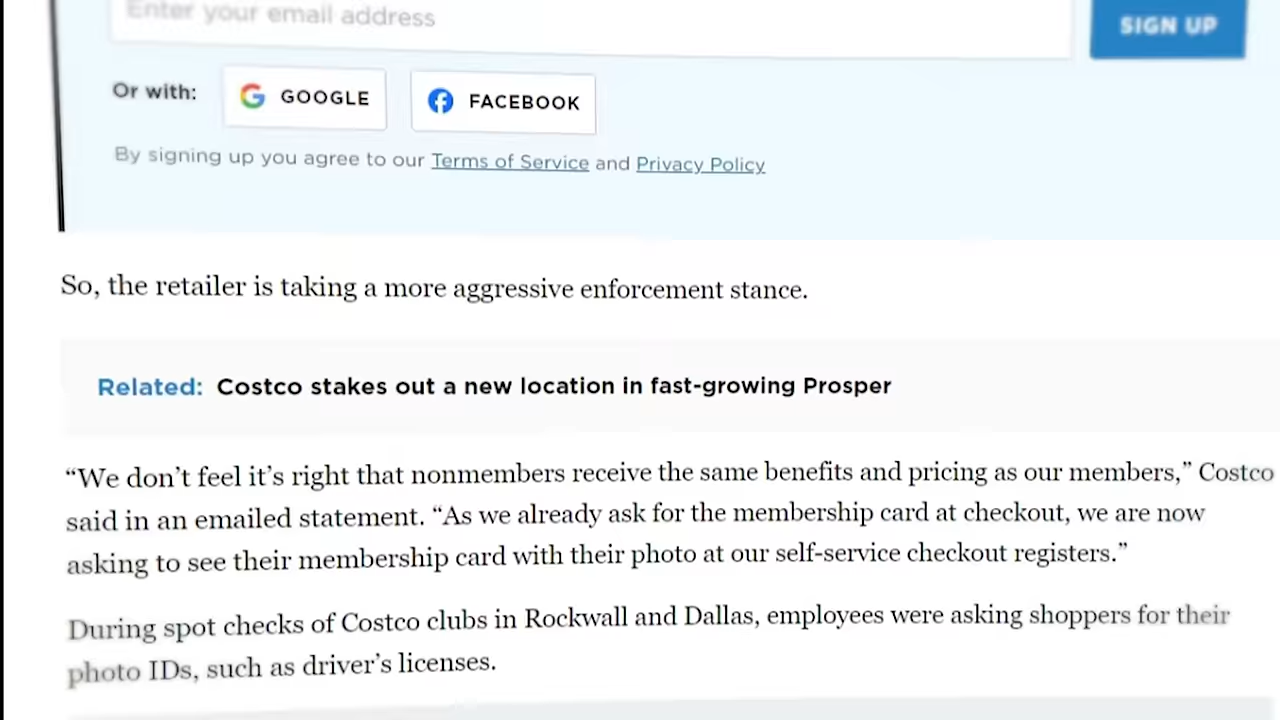 Enter your email address
SIGN UP
Or with:
GOOGLE
FACEBOOK
By signing up you agree to our Terms of Service and Privacy Policy
So, the retailer is taking a more aggressive enforcement stance.
Related: Costco stakes out a new location in fast-growing Prosper
“We don’t feel it’s right that nonmembers receive the same benefits and pricing as our members,” Costco
said in an emailed statement. “As we already ask for the membership card at checkout, we are now
asking to see their membership card with their photo at our self-service checkout registers.”
During spot checks of Costco clubs in Rockwall and Dallas, employees were asking shoppers for their
photo IDs, such as driver’s licenses.